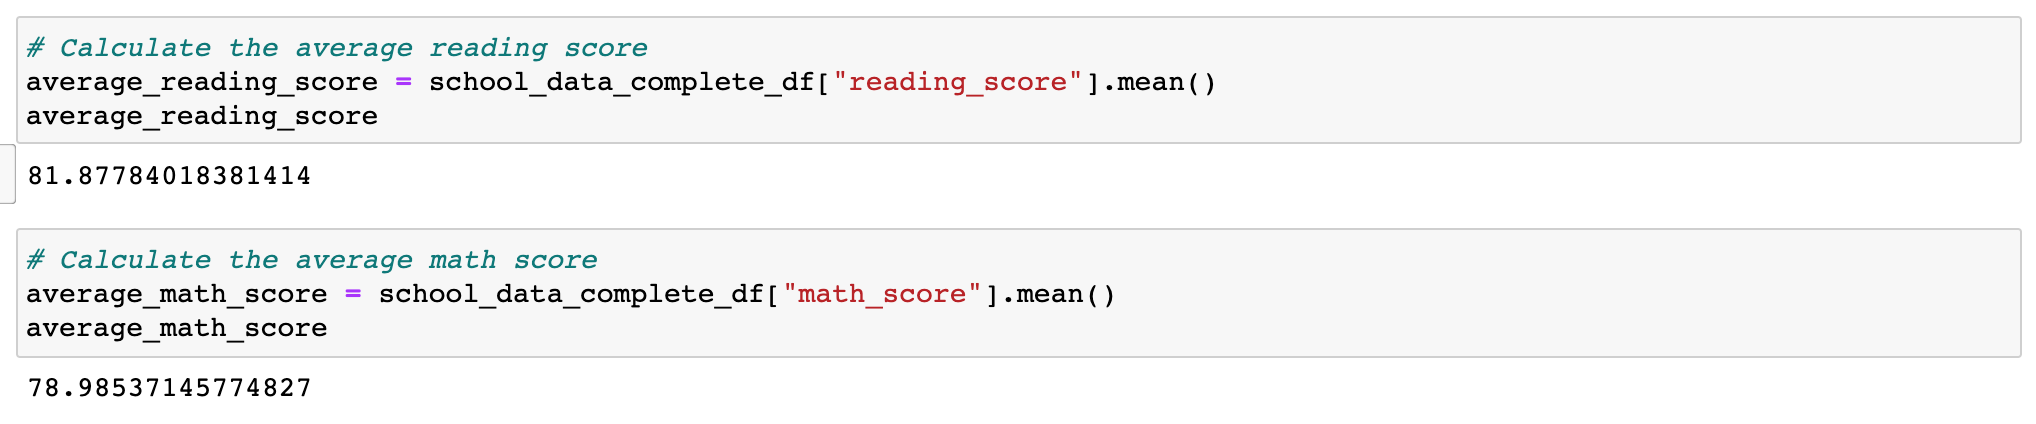 # Calculate the average reading score
average_reading_score = school_data_complete_df["reading_score"].mean()
average_reading_score
81.87784018381414
# Calculate the average math score
average_math_score = school_data_complete_df["math_score"].mean()
average_math_score
78.98537145774827